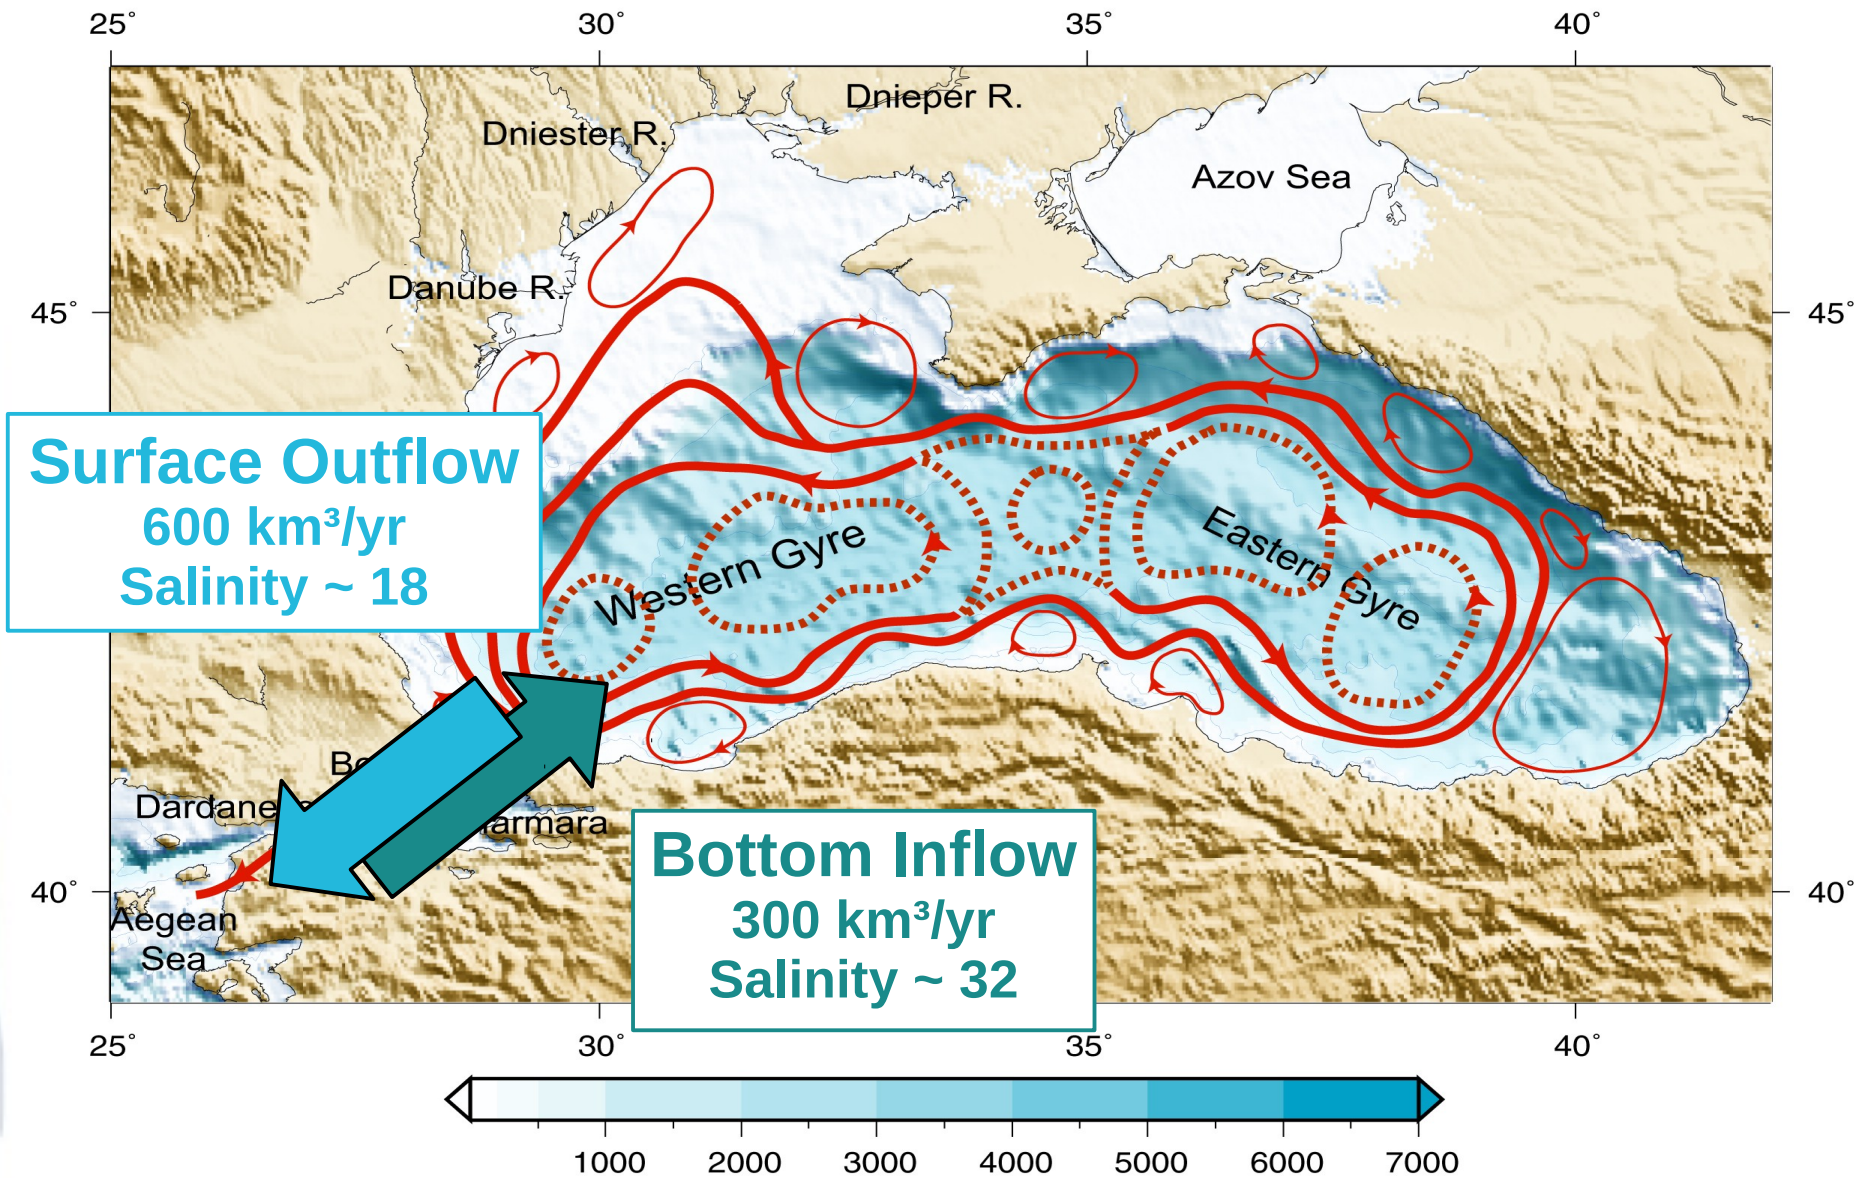 25°
30°
35°
40°
Dnieper R.
Dniester R.
Azov Sea
Danube R.
45°
45°
Surface Outflow
600 km³/yr
Salinity ~ 18
Western Gyre
Eastern Gyre
Bottom Inflow
300 km³/yr
Salinity ~ 32
40°
40°
Aegean
Sea
25°
30°
35°
40°
1000
2000
3000
4000
5000
6000
7000